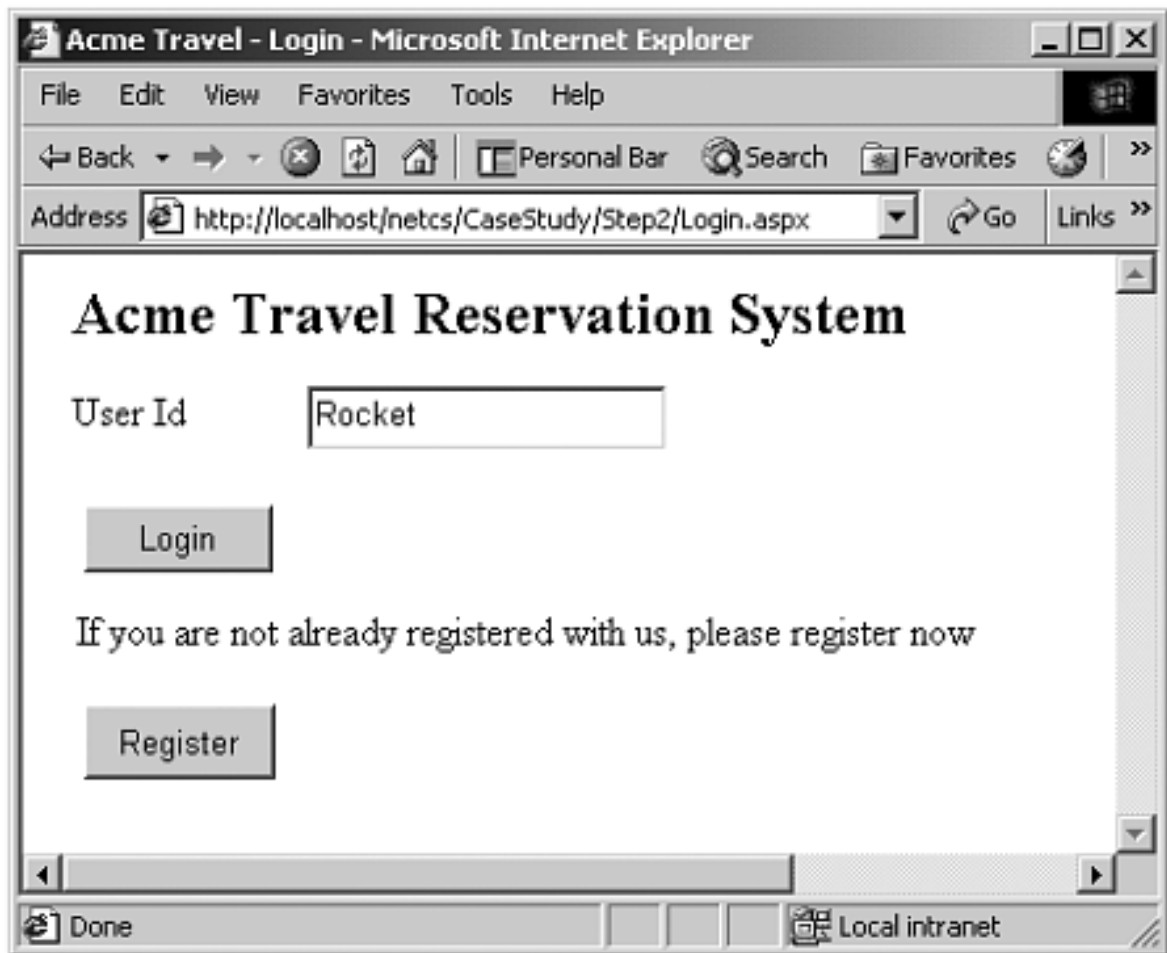 Acme Travel - Login - Microsoft Internet Explorer
File Edit View Favorites Tools Help
Back Personal Bar Search Favorites »
Address http://localhost/netcs/CaseStudy/Step2/Login.aspx Go Links »
Acme Travel Reservation System
User Id Rocket
Login
If you are not already registered with us, please register now
Register
Done Local intranet